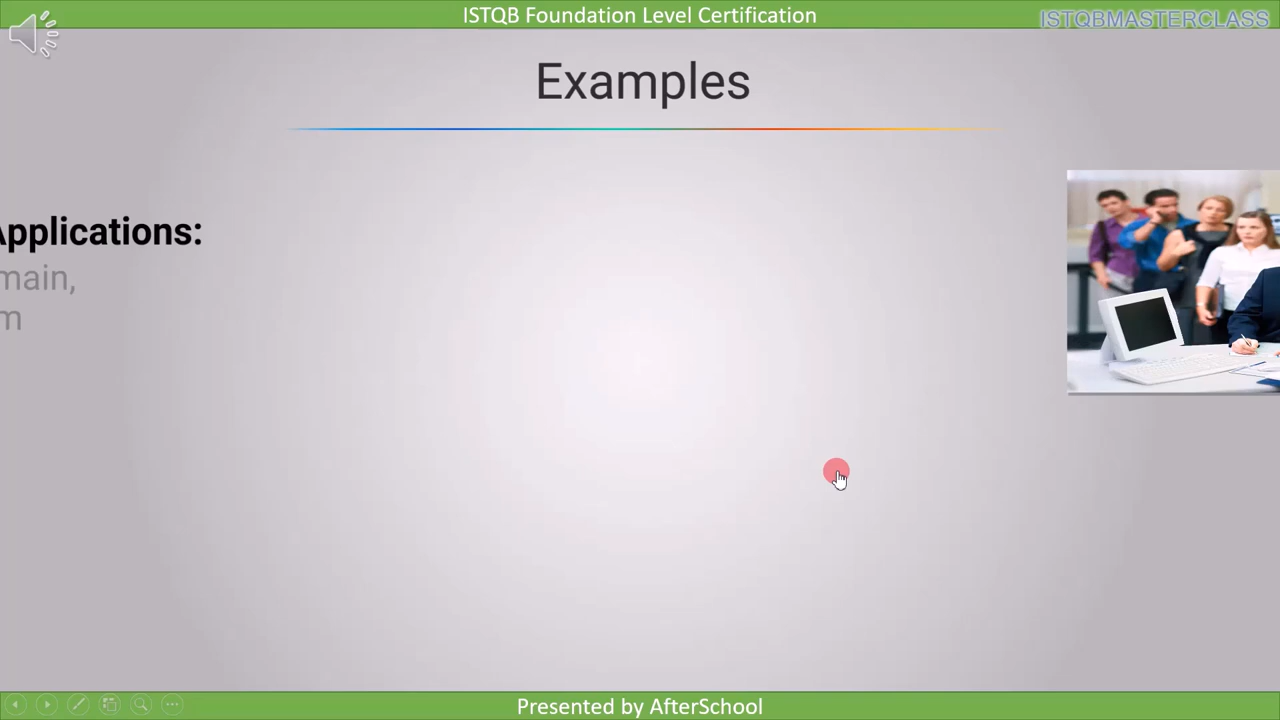 ISTQB Foundation Level Certification
ISTQBMASTERCLASS
Examples
Applications:
main,
m
Presented by AfterSchool